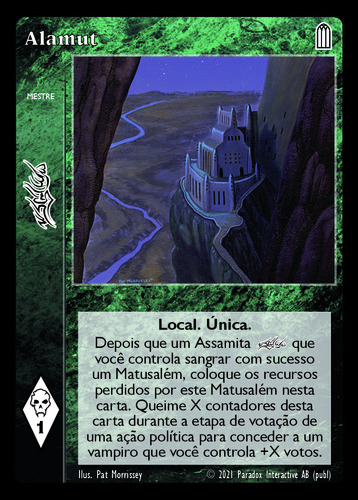 Alamut
MESTRE
Local. Única.
Depois que um Assamita que
você controla sangrar com sucesso
um Matusalém, coloque os recursos
perdidos por este Matusalém nesta
carta. Queime X contadores desta
carta durante a etapa de votação de
uma ação política para conceder a um
vampiro que você controla +X votos.
1
Ilus. Pat Morrissey © 2021 Paradox Interactive AB (publ)